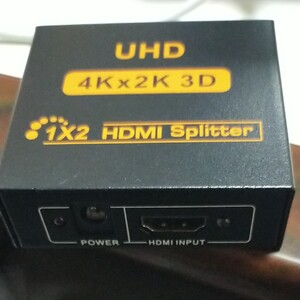 UHD
4Kx2K 3D
1X2 HDMI Splitter
POWER HDMI INPUT